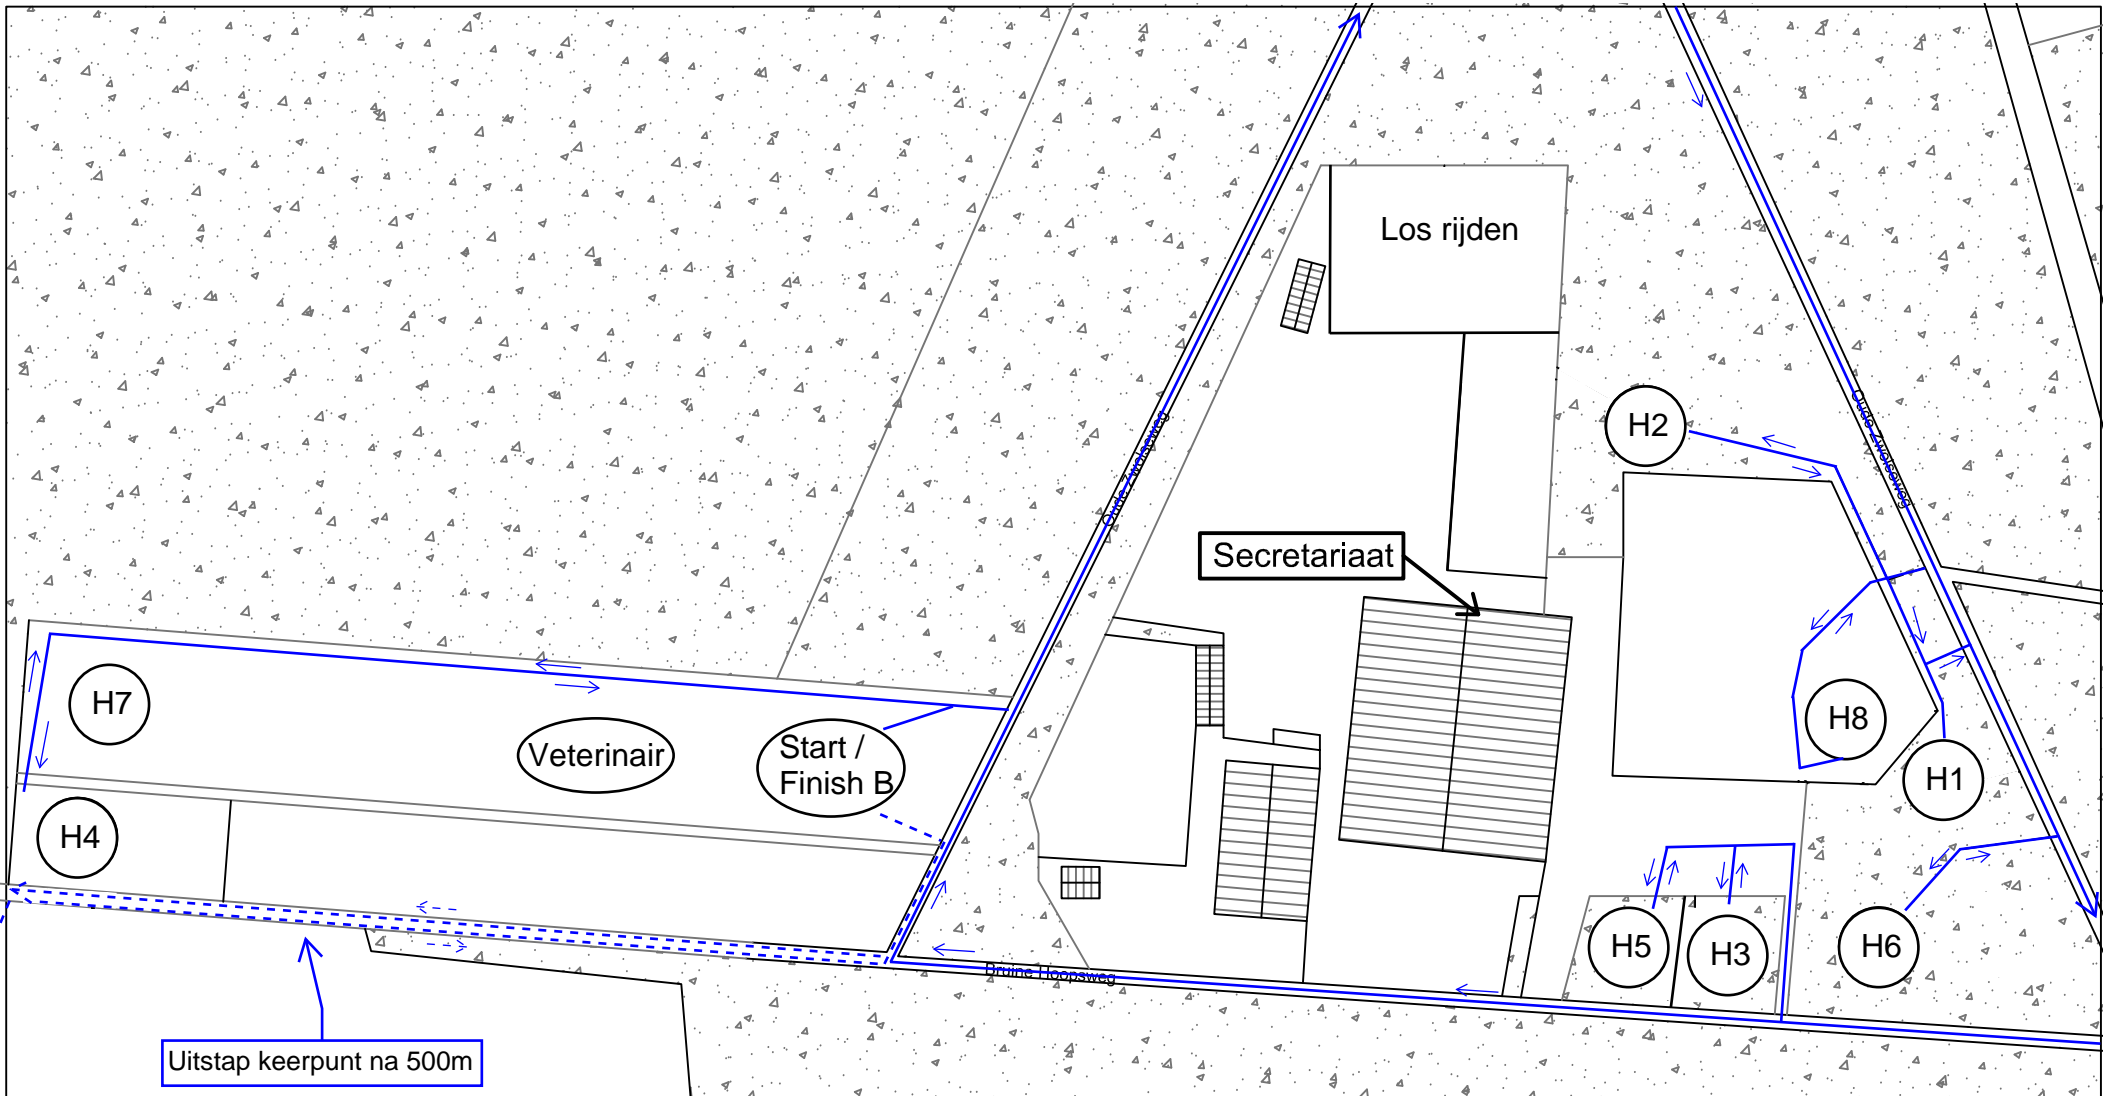 Los rijden
Oude Zwolseweg
Oude Zwolseweg
H2
Secretariaat
H7
Veterinair
Start /
Finish B
H8
H1
H4
H5
H3
H6
Bruine Hoopsweg
Uitstap keerpunt na 500m